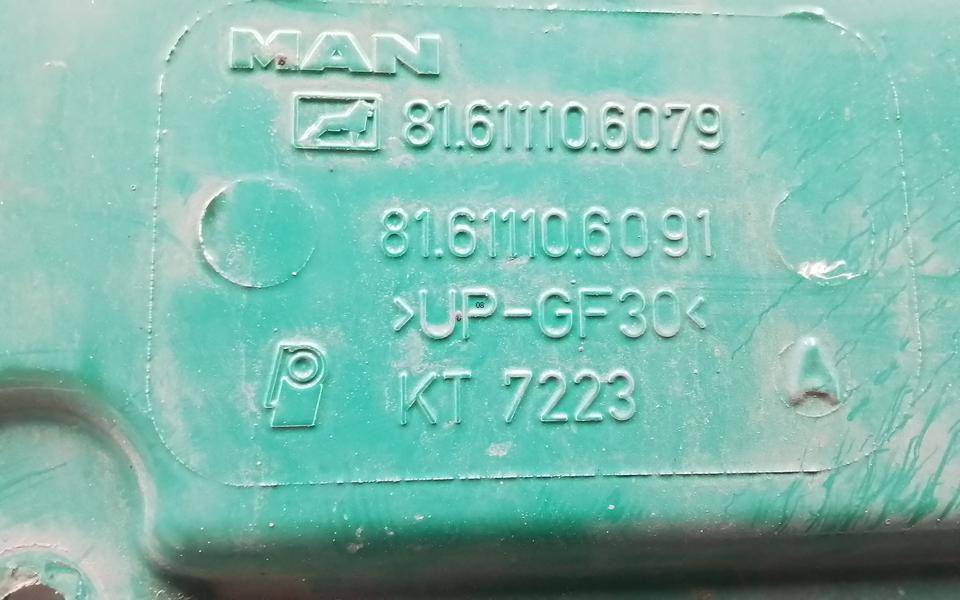 MAN
81.61110.6079
81.61110.6091
>UP-GF30<
KT 7223
A